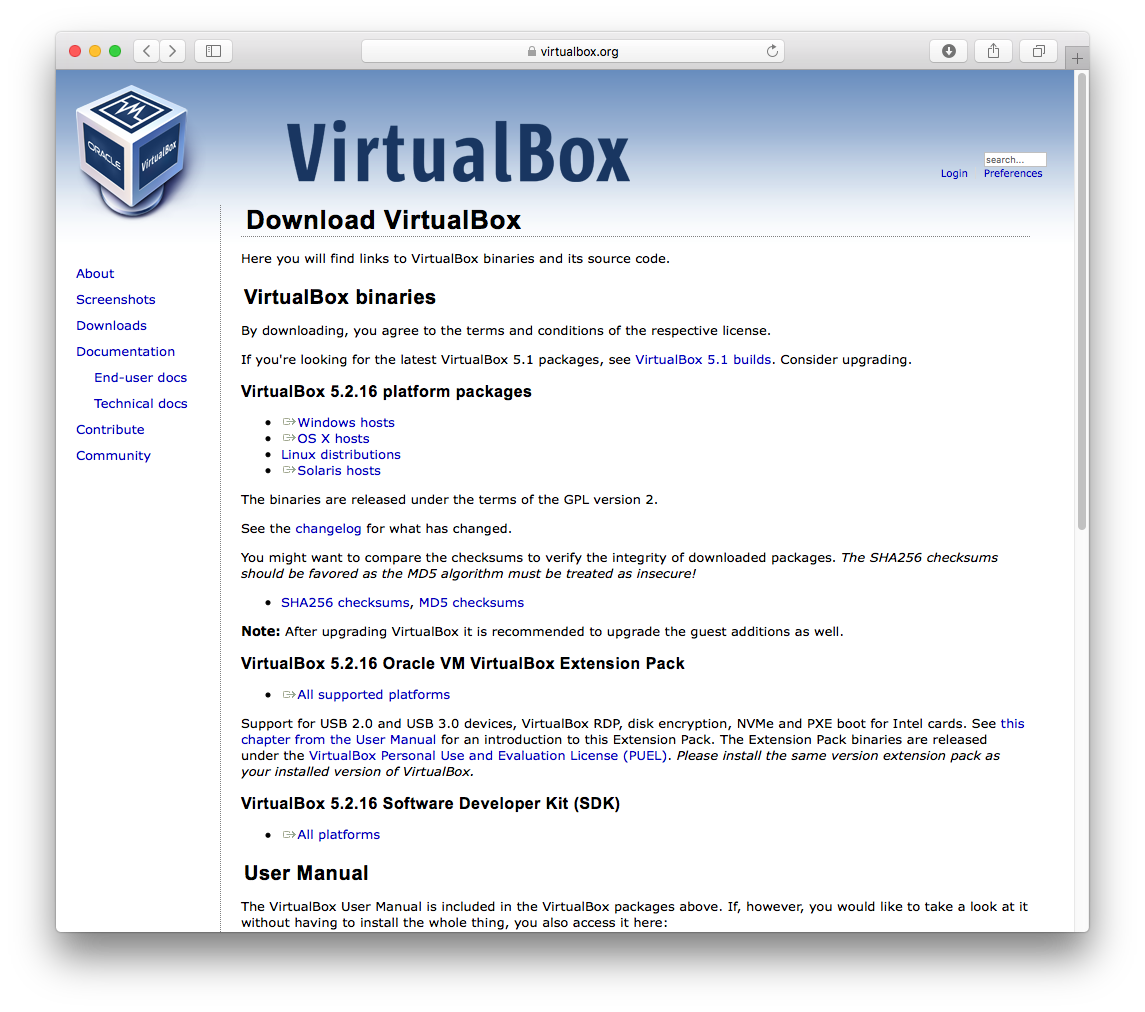 virtualbox.org
ORACLE
VirtualBox
VirtualBox
search...
Login
Preferences
Download VirtualBox
Here you will find links to VirtualBox binaries and its source code.
About
Screenshots
Downloads
Documentation
End-user docs
Technical docs
Contribute
Community
VirtualBox binaries
By downloading, you agree to the terms and conditions of the respective license.
If you're looking for the latest VirtualBox 5.1 packages, see VirtualBox 5.1 builds. Consider upgrading.
VirtualBox 5.2.16 platform packages
Windows hosts
OS X hosts
Linux distributions
Solaris hosts
The binaries are released under the terms of the GPL version 2.
See the changelog for what has changed.
You might want to compare the checksums to verify the integrity of downloaded packages. The SHA256 checksums
should be favored as the MD5 algorithm must be treated as insecure!
SHA256 checksums, MD5 checksums
Note: After upgrading VirtualBox it is recommended to upgrade the guest additions as well.
VirtualBox 5.2.16 Oracle VM VirtualBox Extension Pack
All supported platforms
Support for USB 2.0 and USB 3.0 devices, VirtualBox RDP, disk encryption, NVMe and PXE boot for Intel cards. See this
chapter from the User Manual for an introduction to this Extension Pack. The Extension Pack binaries are released
under the VirtualBox Personal Use and Evaluation License (PUEL). Please install the same version extension pack as
your installed version of VirtualBox.
VirtualBox 5.2.16 Software Developer Kit (SDK)
All platforms
User Manual
The VirtualBox User Manual is included in the VirtualBox packages above. If, however, you would like to take a look at it
without having to install the whole thing, you also access it here: